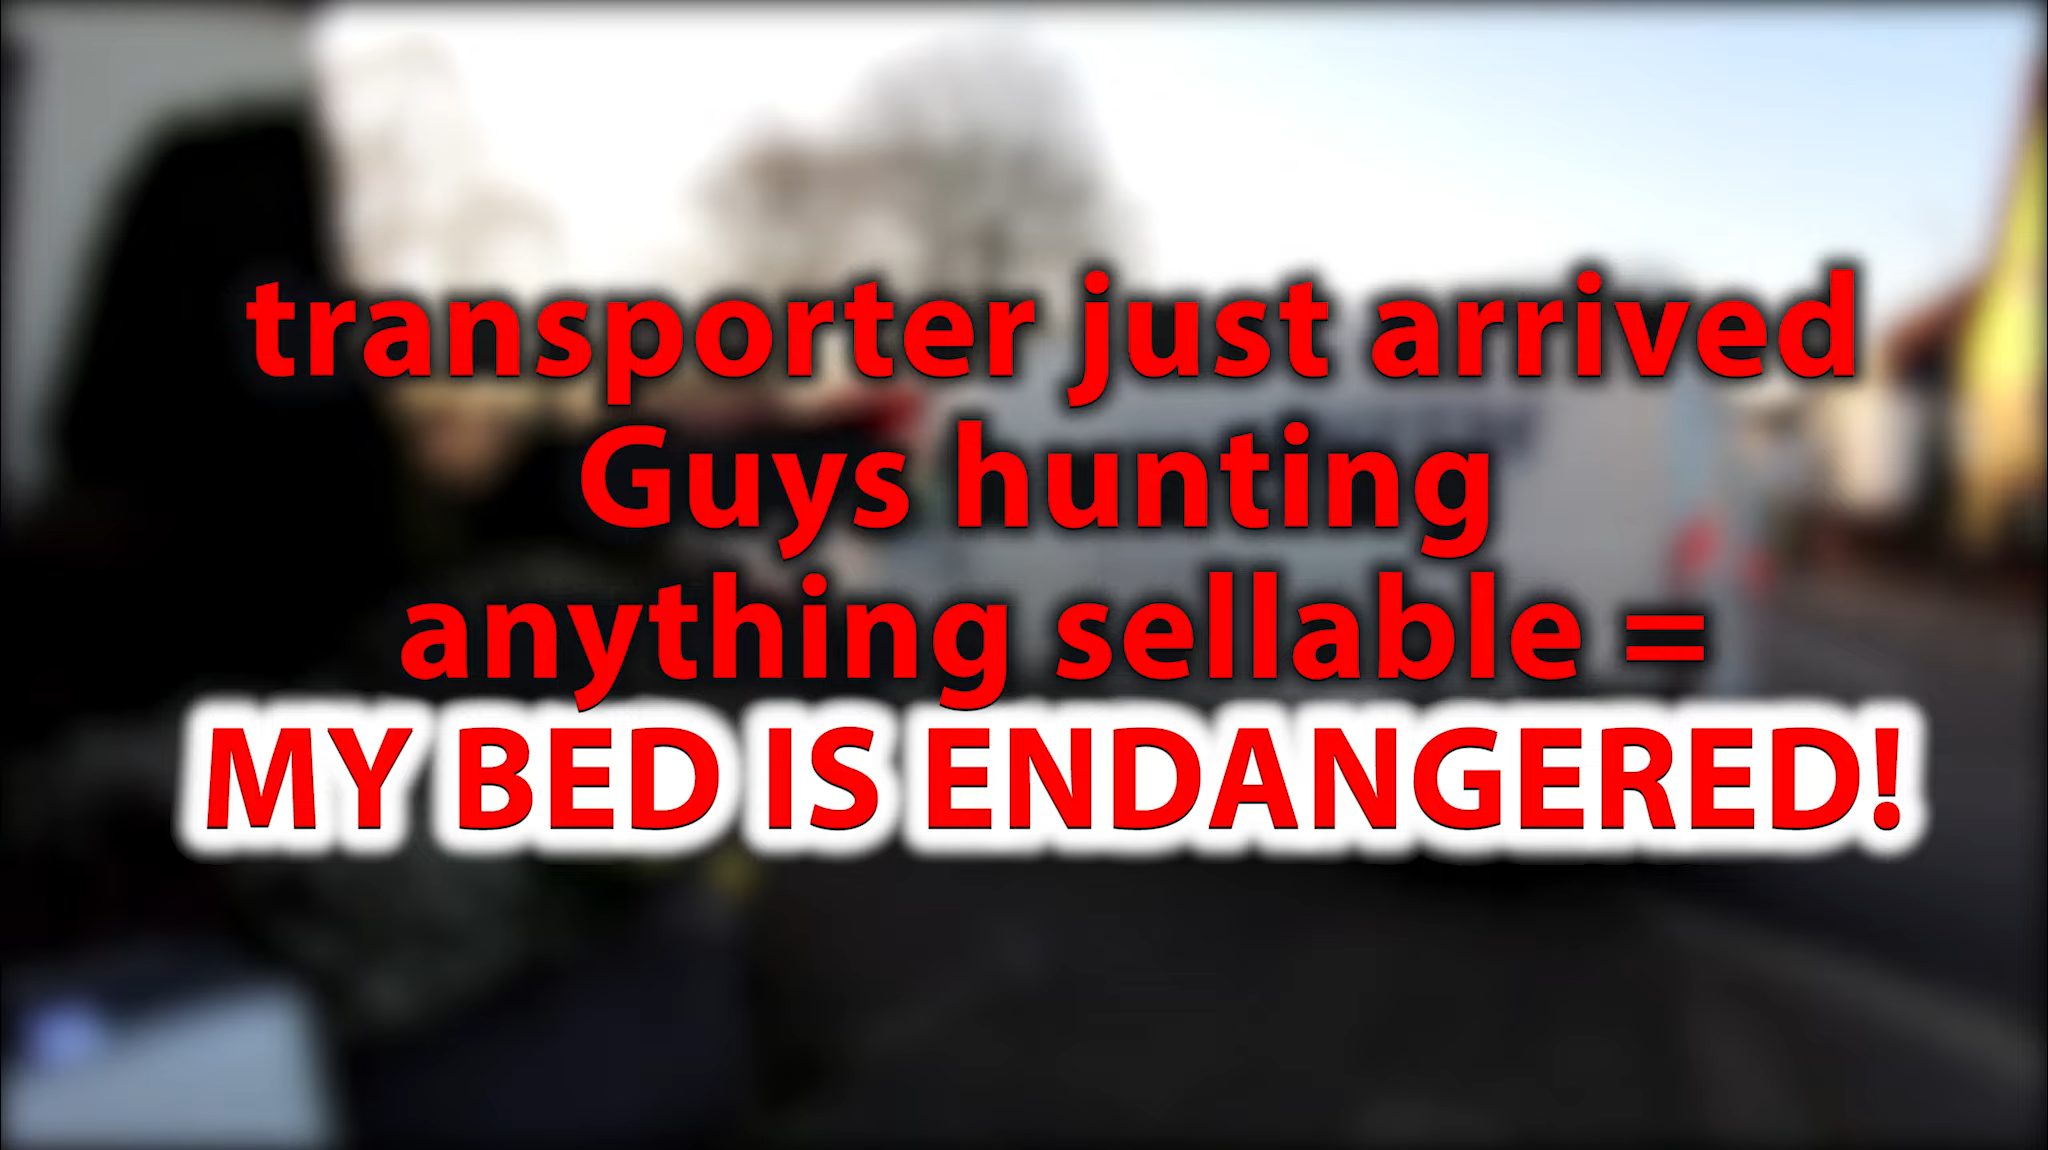 transporter just arrived
Guys hunting
anything sellable =
MY BED IS ENDANGERED!